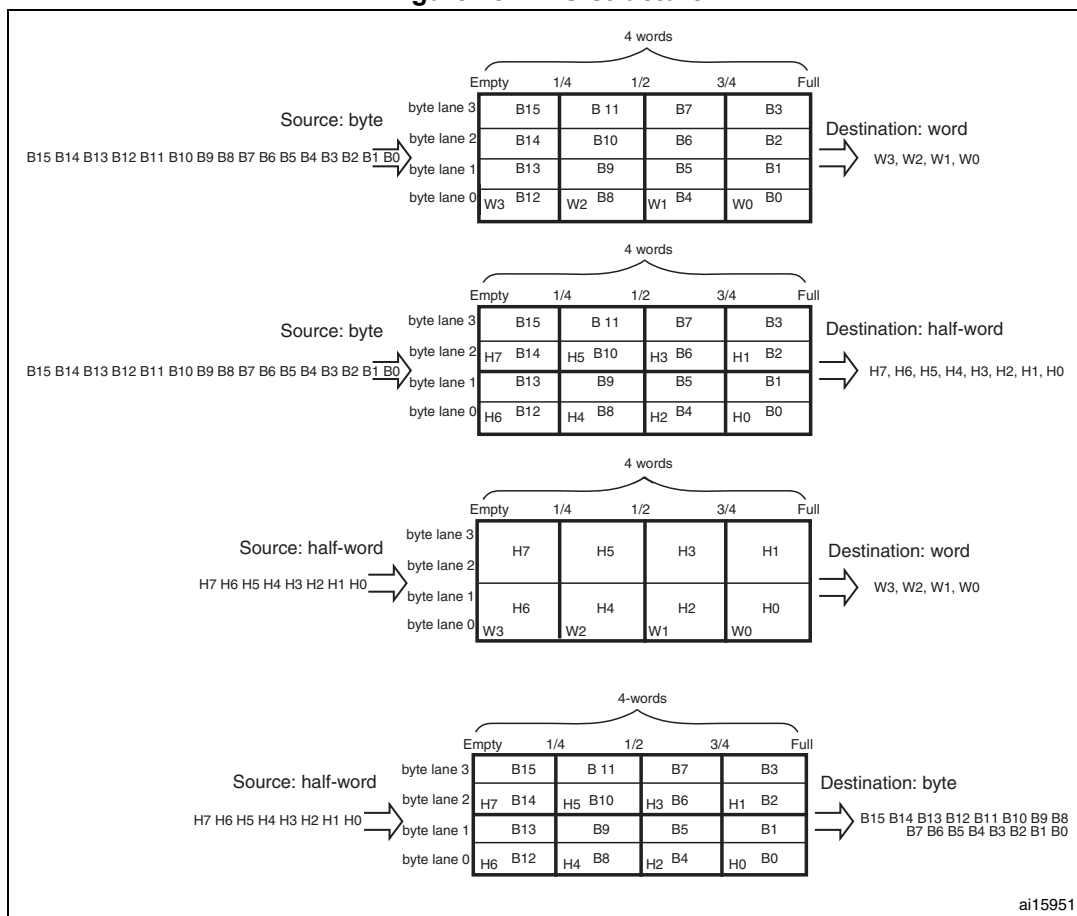 4 words
Empty 1/4 1/2 3/4 Full
Source: byte
B15 B14 B13 B12 B11 B10 B9 B8 B7 B6 B5 B4 B3 B2 B1 B0
byte lane 3 B15 B 11 B7 B3
byte lane 2 B14 B10 B6 B2
byte lane 1 B13 B9 B5 B1
byte lane 0 W3 B12 W2 B8 W1 B4 W0 B0
Destination: word
W3, W2, W1, W0
4 words
Empty 1/4 1/2 3/4 Full
Source: byte
B15 B14 B13 B12 B11 B10 B9 B8 B7 B6 B5 B4 B3 B2 B1 B0
byte lane 3 B15 B 11 B7 B3
byte lane 2 H7 B14 H5 B10 H3 B6 H1 B2
byte lane 1 B13 B9 B5 B1
byte lane 0 H6 B12 H4 B8 H2 B4 H0 B0
Destination: half-word
H7, H6, H5, H4, H3, H2, H1, H0
4 words
Empty 1/4 1/2 3/4 Full
Source: half-word
H7 H6 H5 H4 H3 H2 H1 H0
byte lane 3
H7 H5 H3 H1
byte lane 2
byte lane 1
H6 H4 H2 H0
byte lane 0 W3 W2 W1 W0
Destination: word
W3, W2, W1, W0
4-words
Empty 1/4 1/2 3/4 Full
Source: half-word
H7 H6 H5 H4 H3 H2 H1 H0
byte lane 3 B15 B 11 B7 B3
byte lane 2 H7 B14 H5 B10 H3 B6 H1 B2
byte lane 1 B13 B9 B5 B1
byte lane 0 H6 B12 H4 B8 H2 B4 H0 B0
Destination: byte
B15 B14 B13 B12 B11 B10 B9 B8
B7 B6 B5 B4 B3 B2 B1 B0
ai15951